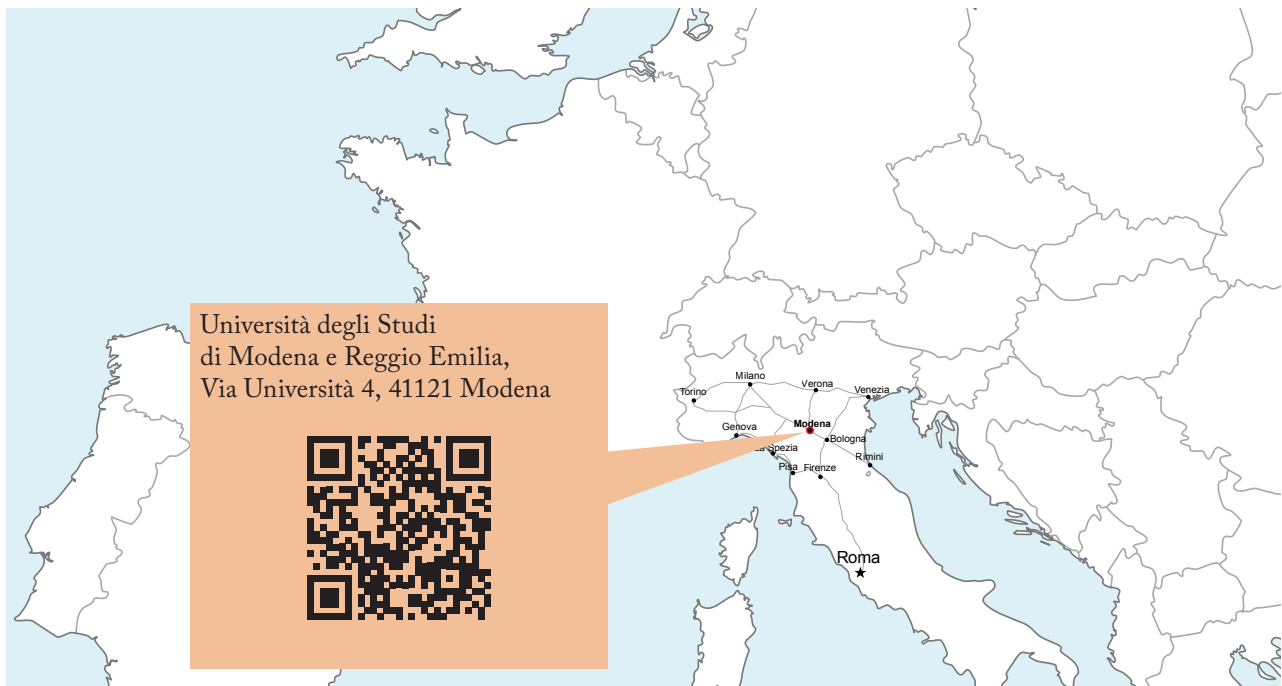 Università degli Studi
di Modena e Reggio Emilia,
Via Università 4, 41121 Modena
Milano
Verona
Venezia
Torino
Genova
Modena
Bologna
Spezia
Rimini
Pisa
Firenze
Roma